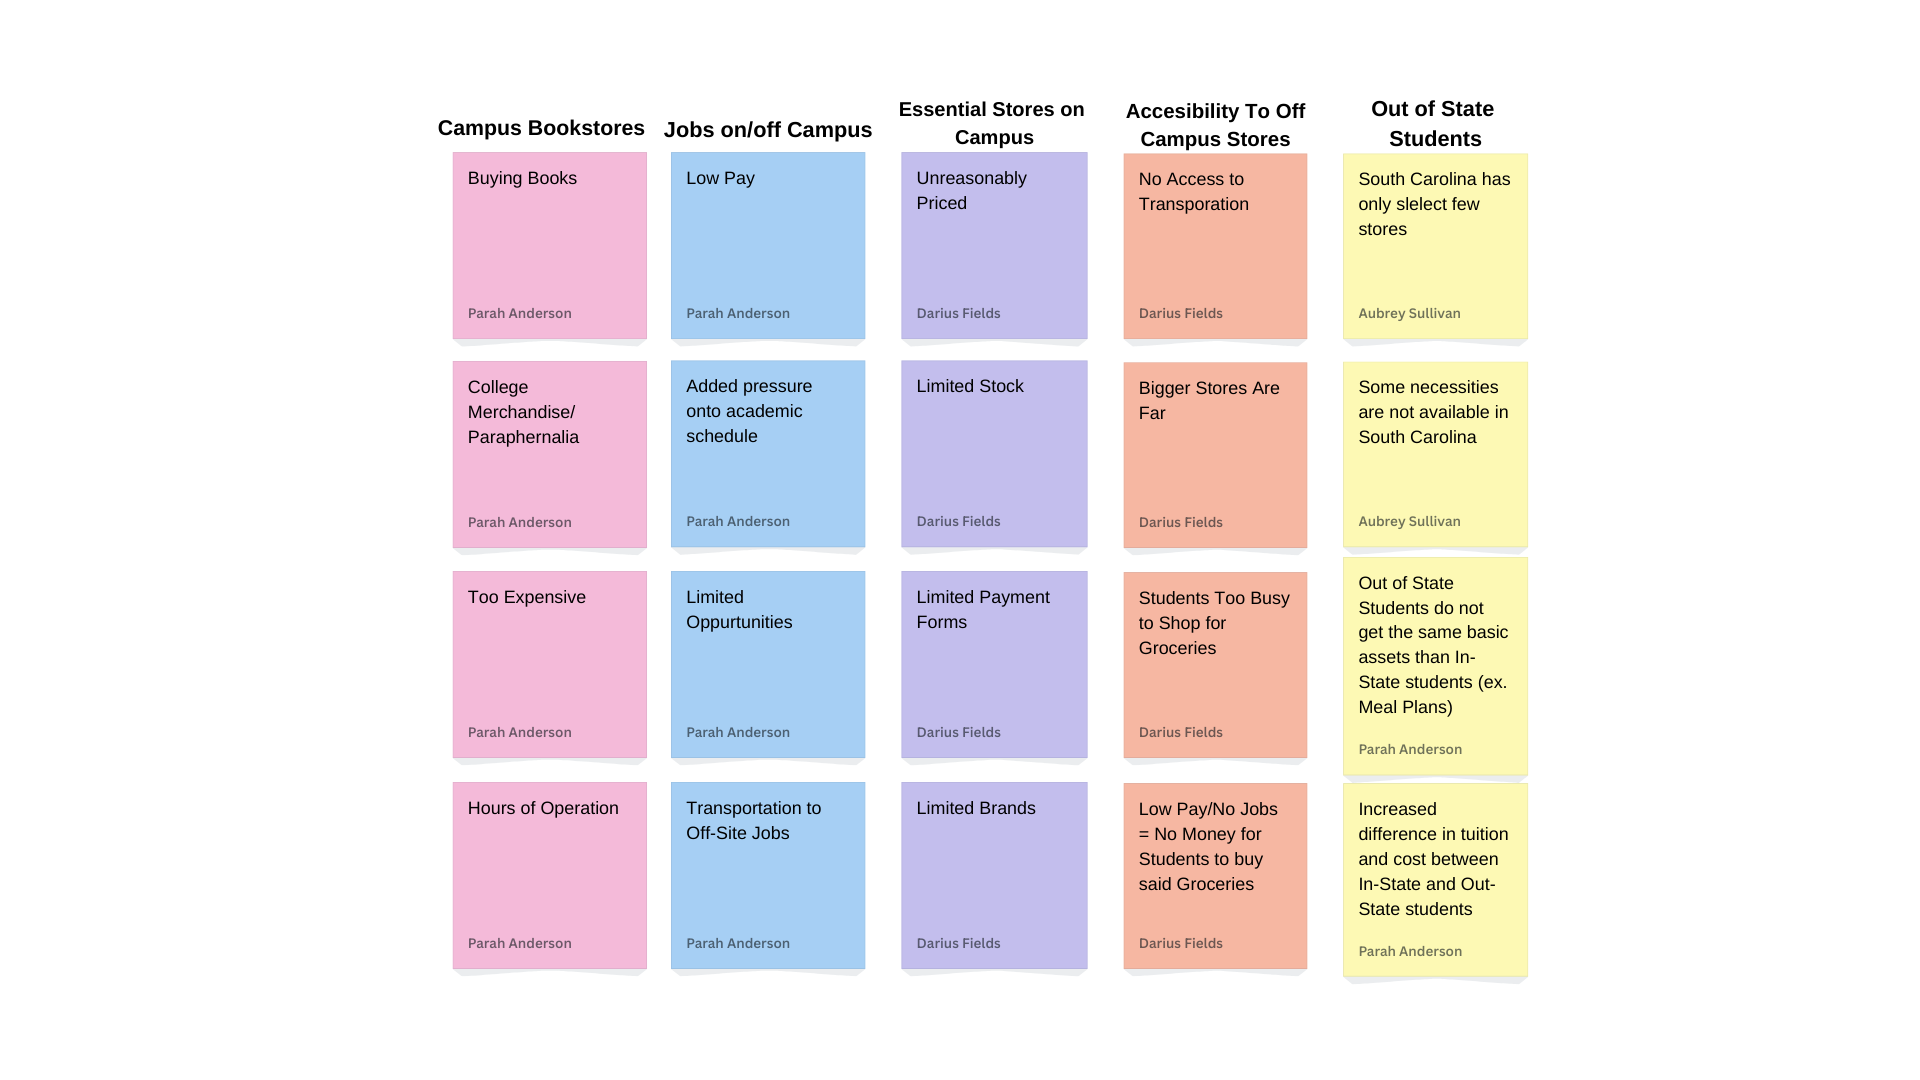 Campus Bookstores
Buying Books
Parah Anderson
College
Merchandise/
Paraphernalia
Parah Anderson
Too Expensive
Parah Anderson
Hours of Operation
Parah Anderson
Jobs on/off Campus
Low Pay
Parah Anderson
Added pressure
onto academic
schedule
Parah Anderson
Limited
Oppurtunities
Parah Anderson
Transportation to
Off-Site Jobs
Parah Anderson
Essential Stores on
Campus
Unreasonably
Priced
Darius Fields
Limited Stock
Darius Fields
Limited Payment
Forms
Darius Fields
Limited Brands
Darius Fields
Accesibility To Off
Campus Stores
No Access to
Transporation
Darius Fields
Bigger Stores Are
Far
Darius Fields
Students Too Busy
to Shop for
Groceries
Darius Fields
Low Pay/No Jobs
= No Money for
Students to buy
said Groceries
Darius Fields
Out of State
Students
South Carolina has
only slelect few
stores
Aubrey Sullivan
Some necessities
are not available in
South Carolina
Aubrey Sullivan
Out of State
Students do not
get the same basic
assets than In-
State students (ex.
Meal Plans)
Parah Anderson
Increased
difference in tuition
and cost between
In-State and Out-
State students
Parah Anderson